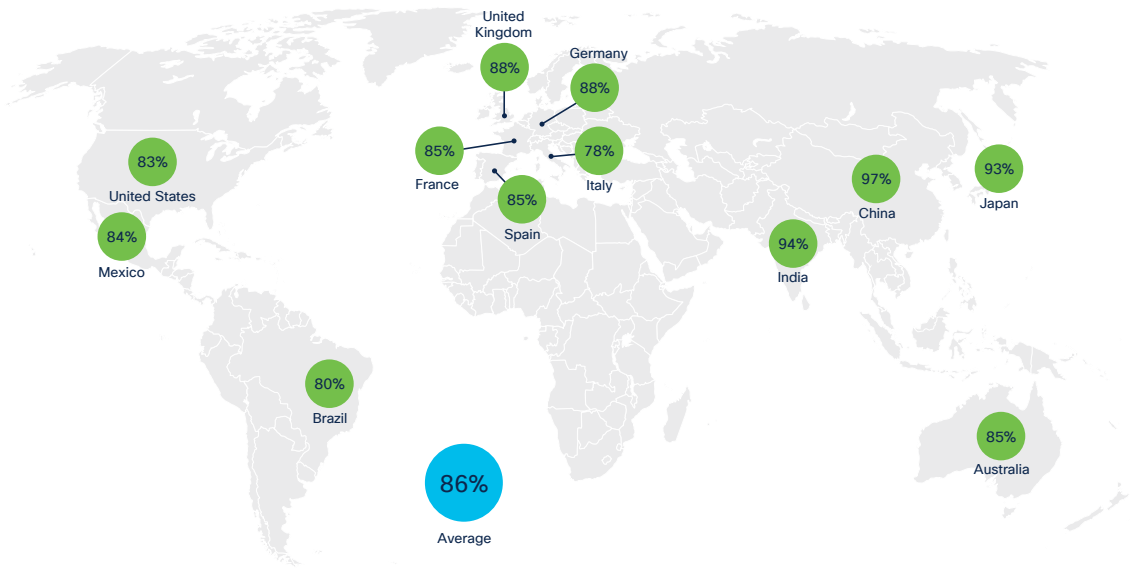 United
Kingdom
88%
Germany
88%
85%
France
78%
Italy
85%
Spain
83%
United States
84%
Mexico
97%
China
93%
Japan
94%
India
80%
Brazil
85%
Australia
86%
Average